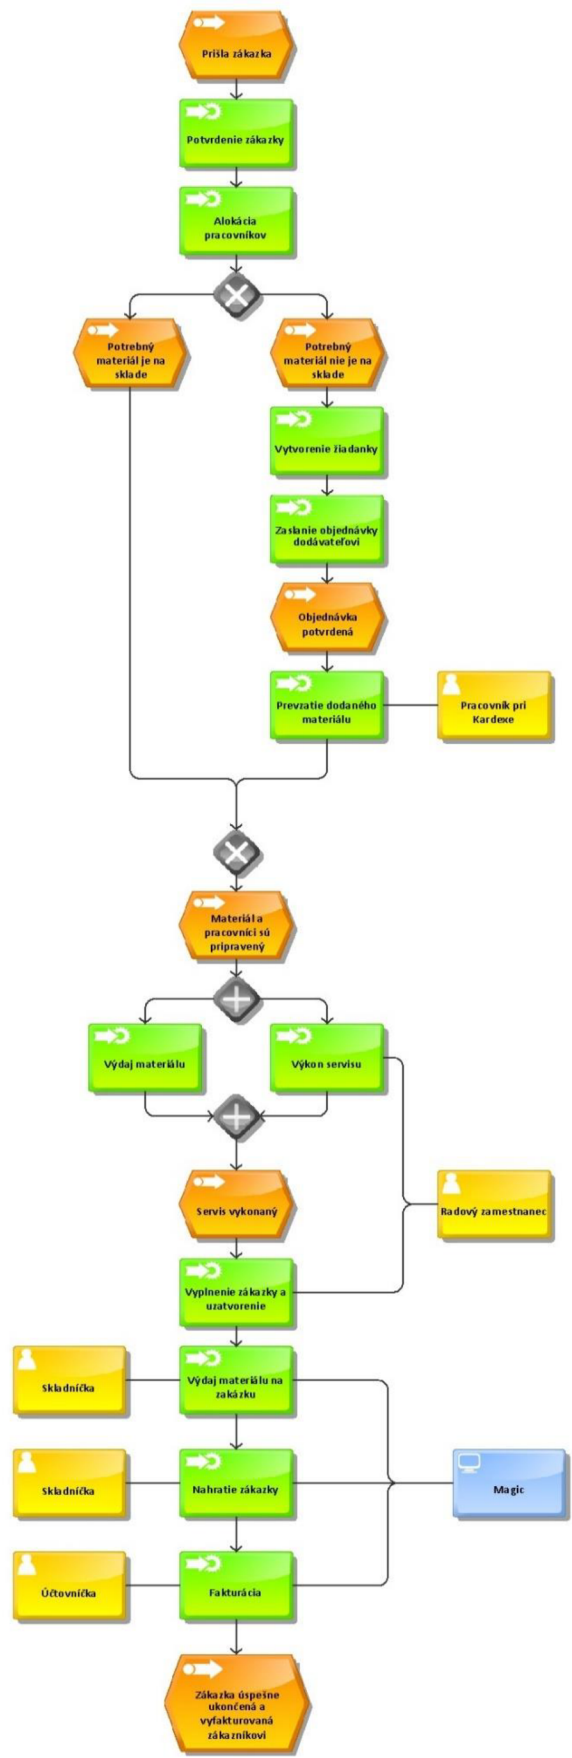 Prišla zákazka
Potvrdenie zákazky
Alokácia
pracovníkov
Potrebný
materiál je na
sklade
Potrebný
materiál nie je na
sklade
Vytvorenie žiadanky
Zaslanie objednávky
dodávateľovi
Objednávka
potvrdená
Prevzatie dodaného
materiálu
Pracovník pri
Kardexe
Materiál a
pracovníci sú
pripravený
Výdaj materiálu
Výkon servisu
Servis vykonaný
Radový zamestnanec
Vyplnenie zákazky a
uzatvorenie
Skladníčka
Výdaj materiálu na
zakázku
Skladníčka
Nahratie zákazky
Magic
Účtovníčka
Fakturácia
Zákazka úspešne
ukončená a
vyfakturovaná
zákazníkovi